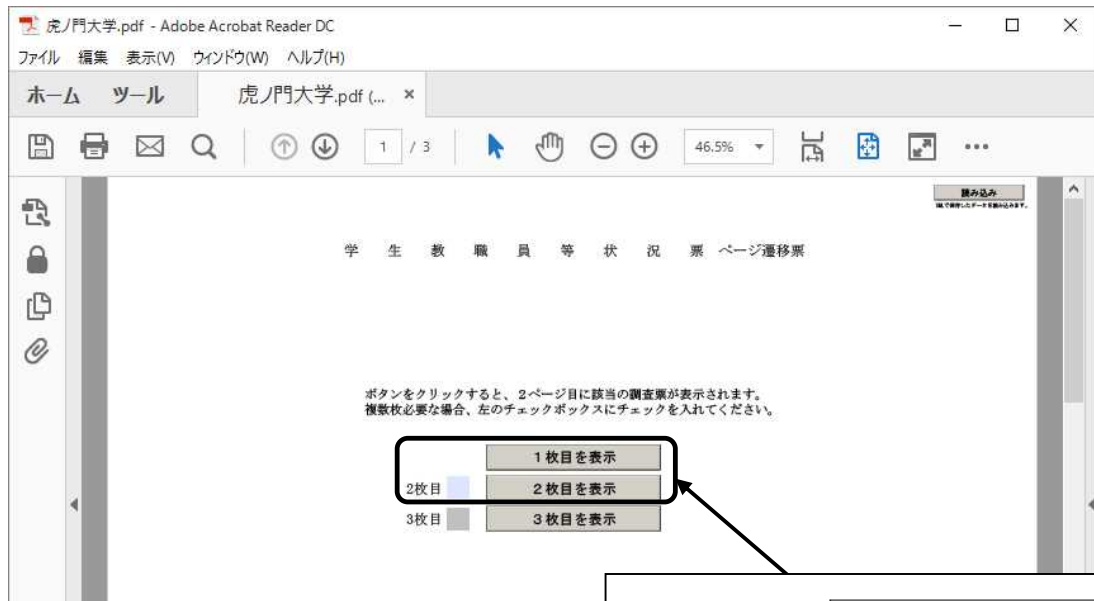 虎ノ門大学.pdf - Adobe Acrobat Reader DC
ファイル 編集 表示(V) ウィンドウ(W) ヘルプ(H)
ホーム ツール 虎ノ門大学.pdf (... ×
1 / 3 46.5%
読み込み
学 生 教 職 員 等 状 況 票 ページ遷移票
ボタンをクリックすると、2ページ目に該当の調査票が表示されます。
複数枚必要な場合、左のチェックボックスにチェックを入れてください。
1枚目を表示
2枚目 2枚目を表示
3枚目 3枚目を表示